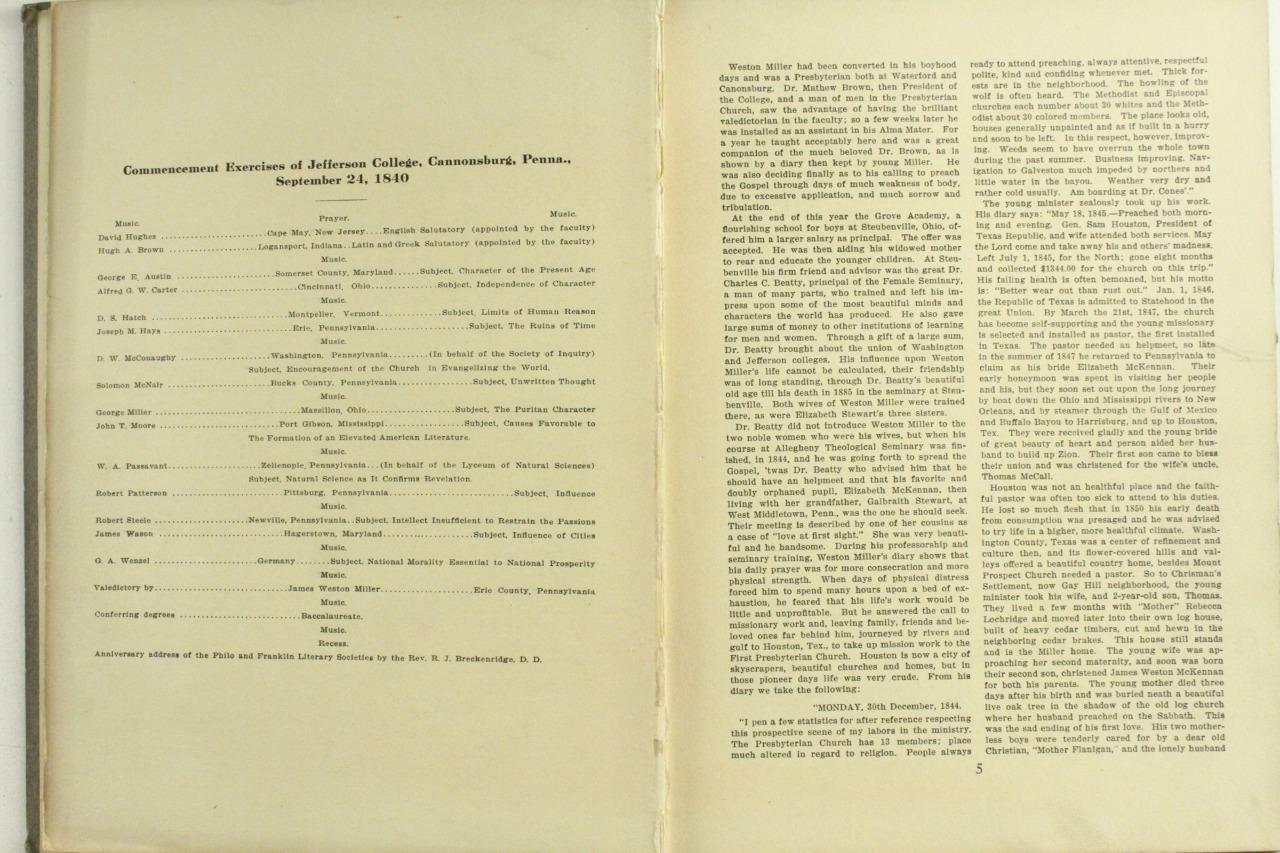 Commencement Exercises of Jefferson College, Cannonsburg, Penna.,
September 24, 1840
Music. Prayer. Music.
David Hughes ........................Cape May, New Jersey....English Salutatory (appointed by the faculty)
Hugh A. Brown ....................Logansport, Indiana..Latin and Greek Salutatory (appointed by the faculty)
Music.
George E. Austin ......................Somerset County, Maryland......Subject, Character of the Present Age
Alfred G. W. Carter ..........................Cincinnati, Ohio...............Subject, Independence of Character
Music.
D. S. Hatch ................................Montpelier, Vermont..............Subject, Limits of Human Reason
Joseph M. Hays .............................Erie, Pennsylvania....................Subject, The Ruins of Time
Music.
D. W. McConaughy ....................Washington, Pennsylvania.........(In behalf of the Society of Inquiry)
Subject, Encouragement of the Church in Evangelizing the World.
Solomon McNair .......................Bucks County, Pennsylvania................Subject, Unwritten Thought
Music.
George Miller .................................Massillon, Ohio...................Subject, The Puritan Character
John T. Moore ...........................Port Gibson, Mississippi.................Subject, Causes Favorable to
The Formation of an Elevated American Literature.
Music.
W. A. Passavant....................Zelienople, Pennsylvania...(In behalf of the Lyceum of Natural Sciences)
Subject, Natural Science as It Confirms Revelation.
Robert Patterson .........................Pittsburg, Pennsylvania............................Subject, Influence
Music.
Robert Steele .....................Newville, Pennsylvania..Subject, Intellect Insufficient to Restrain the Passions
James Wason ............................Hagerstown, Maryland....................Subject, Influence of Cities
Music.
G. A. Wenzel .......................Germany........Subject, National Morality Essential to National Prosperity
Music.
Valedictory by..............................James Weston Miller.....................Eric County, Pennsylvania
Music.
Conferring degrees ...........................Baccalaureate.
Music.
Recess.
Anniversary address of the Philo and Franklin Literary Societies by the Rev. R. J. Breckenridge, D. D.
Weston Miller had been converted in his boyhood
days and was a Presbyterian both at Waterford and
Canonsburg. Dr. Mathew Brown, then President of
the College, and a man of men in the Presbyterian
Church, saw the advantage of having the brilliant
valedictorian in the faculty; so a few weeks later he
was installed as an assistant in his Alma Mater. For
a year he taught acceptably here and was a great
companion of the much beloved Dr. Brown, as is
shown by a diary then kept by young Miller. He
was also deciding finally as to his calling to preach
the Gospel through days of much weakness of body,
due to excessive application, and much sorrow and
tribulation.
At the end of this year the Grove Academy, a
flourishing school for boys at Steubenville, Ohio, of-
fered him a larger salary as principal. The offer was
accepted. He was then aiding his widowed mother
to rear and educate the younger children. At Steu-
benville his firm friend and advisor was the great Dr.
Charles C. Beatty, principal of the Female Seminary,
a man of many parts, who trained and left his im-
press upon some of the most beautiful minds and
characters the world has produced. He also gave
large sums of money to other institutions of learning
for men and women. Through a gift of a large sum,
Dr. Beatty brought about the union of Washington
and Jefferson colleges. His influence upon Weston
Miller's life cannot be calculated, their friendship
was of long standing, through Dr. Beatty's beautiful
old age till his death in 1885 in the seminary at Steu-
benville. Both wives of Weston Miller were trained
there, as were Elizabeth Stewart's three sisters.
Dr. Beatty did not introduce Weston Miller to the
two noble women who were his wives, but when his
course at Allegheny Theological Seminary was fin-
ished, in 1844, and he was going forth to spread the
Gospel, 'twas Dr. Beatty who advised him that he
should have an helpmeet and that his favorite and
doubly orphaned pupil, Elizabeth McKennan, then
living with her grandfather, Galbraith Stewart, at
West Middletown, Penn., was the one he should seek.
Their meeting is described by one of her cousins as
a case of "love at first sight." She was very beauti-
ful and he handsome. During his professorship and
seminary training, Weston Miller's diary shows that
his daily prayer was for more consecration and more
physical strength. When days of physical distress
forced him to spend many hours upon a bed of ex-
haustion, he feared that his life's work would be
little and unprofitable. But he answered the call to
missionary work and, leaving family, friends and be-
loved ones far behind him, journeyed by rivers and
gulf to Houston, Tex., to take up mission work to the
First Presbyterian Church. Houston is now a city of
skyscrapers, beautiful churches and homes, but in
those pioneer days life was very crude. From his
diary we take the following:
"MONDAY, 30th December, 1844.
"I pen a few statistics for after reference respecting
this prospective scene of my labors in the ministry.
The Presbyterian Church has 13 members; place
much altered in regard to religion. People always
ready to attend preaching, always attentive, respectful
polite, kind and confiding whenever met. Thick for-
ests are in the neighborhood. The howling of the
wolf is often heard. The Methodist and Episcopal
churches each number about 30 whites and the Meth-
odist about 30 colored members. The place looks old,
houses generally unpainted and as if built in a hurry
and soon to be left. In this respect, however, improv-
ing. Weeds seem to have overrun the whole town
during the past summer. Business improving. Nav-
igation to Galveston much impeded by northers and
little water in the bayou. Weather very dry and
rather cold usually. Am boarding at Dr. Cones'."
The young minister zealously took up his work.
His diary says: "May 18, 1845.—Preached both morn-
ing and evening. Gen. Sam Houston, President of
Texas Republic, and wife attended both services. May
the Lord come and take away his and others' madness.
Left July 1, 1845, for the North; gone eight months
and collected $1344.00 for the church on this trip."
His failing health is often bemoaned, but his motto
is: "Better wear out than rust out." Jan. 1, 1846,
the Republic of Texas is admitted to Statehood in the
great Union. By March the 21st, 1847, the church
has become self-supporting and the young missionary
is selected and installed as pastor, the first installed
in Texas. The pastor needed an helpmeet, so late
in the summer of 1847 he returned to Pennsylvania to
claim as his bride Elizabeth McKennan. Their
early honeymoon was spent in visiting her people
and his, but they soon set out upon the long journey
by boat down the Ohio and Mississippi rivers to New
Orleans, and by steamer through the Gulf of Mexico
and Buffalo Bayou to Harrisburg, and up to Houston,
Tex. They were received gladly and the young bride
of great beauty of heart and person aided her hus-
band to build up Zion. Their first son came to bless
their union and was christened for the wife's uncle,
Thomas McCall.
Houston was not an healthful place and the faith-
ful pastor was often too sick to attend to his duties.
He lost so much flesh that in 1850 his early death
from consumption was presaged and he was advised
to try life in a higher, more healthful climate. Wash-
ington County, Texas was a center of refinement and
culture then, and its flower-covered hills and val-
leys offered a beautiful country home, besides Mount
Prospect Church needed a pastor. So to Chrisman's
Settlement, now Gay Hill neighborhood, the young
minister took his wife, and 2-year-old son, Thomas.
They lived a few months with "Mother" Rebecca
Lochridge and moved later into their own log house,
built of heavy cedar timbers, cut and hewn in the
neighboring cedar brakes. This house still stands
and is the Miller home. The young wife was ap-
proaching her second maternity, and soon was born
their second son, christened James Weston McKennan
for both his parents. The young mother died three
days after his birth and was buried neath a beautiful
live oak tree in the shadow of the old log church
where her husband preached on the Sabbath. This
was the sad ending of his first love. His two mother-
less boys were tenderly cared for by a dear old
Christian, "Mother Flanigan," and the lonely husband
5